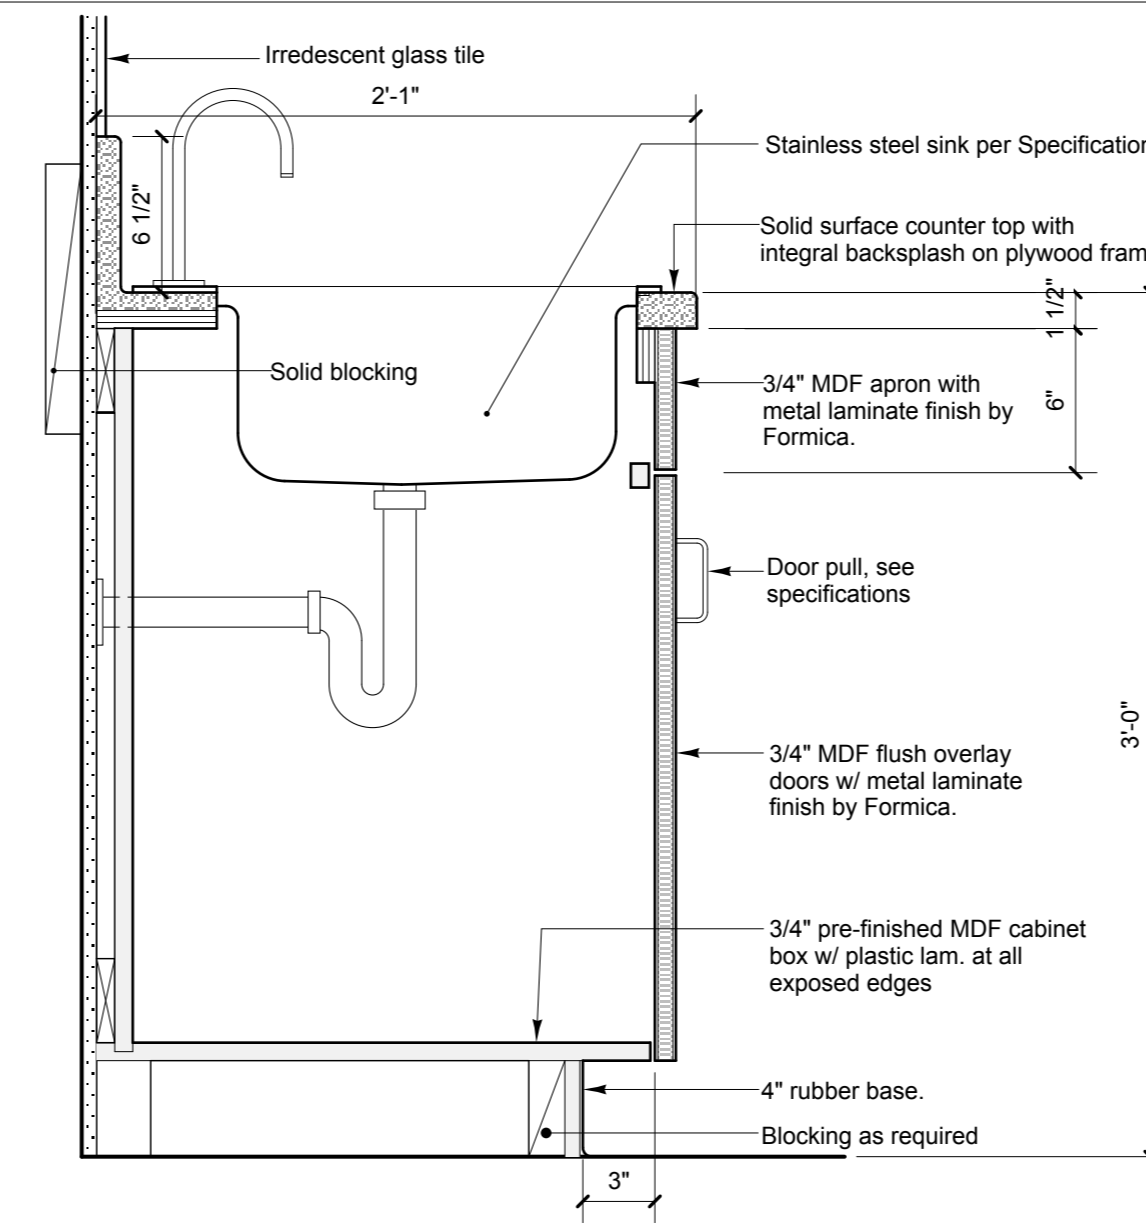 Irredescent glass tile
2'-1"
Stainless steel sink per Specification
6 1/2"
Solid surface counter top with
integral backsplash on plywood fram
1 1/2"
Solid blocking
3/4" MDF apron with
metal laminate finish by
Formica.
6"
Door pull, see
specifications
3'-0"
3/4" MDF flush overlay
doors w/ metal laminate
finish by Formica.
3/4" pre-finished MDF cabinet
box w/ plastic lam. at all
exposed edges
4" rubber base.
Blocking as required
3"